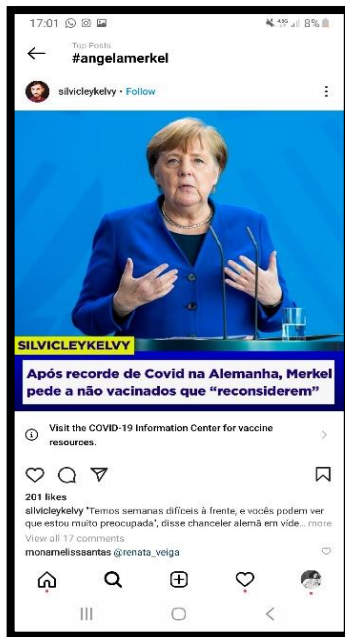 17:01
8%
Top Posts
#angelamerkel
silvicleykelvy • Follow
SILVICLEYKELVY
Após recorde de Covid na Alemanha, Merkel
pede a não vacinados que “reconsiderem”
Visit the COVID-19 Information Center for vaccine
resources.
201 likes
silvicleykelvy "Temos semanas difíceis à frente, e vocês podem ver
que estou muito preocupada", disse chanceler alemã em víde... more
View all 17 comments
monamelissaantas @renata_veiga